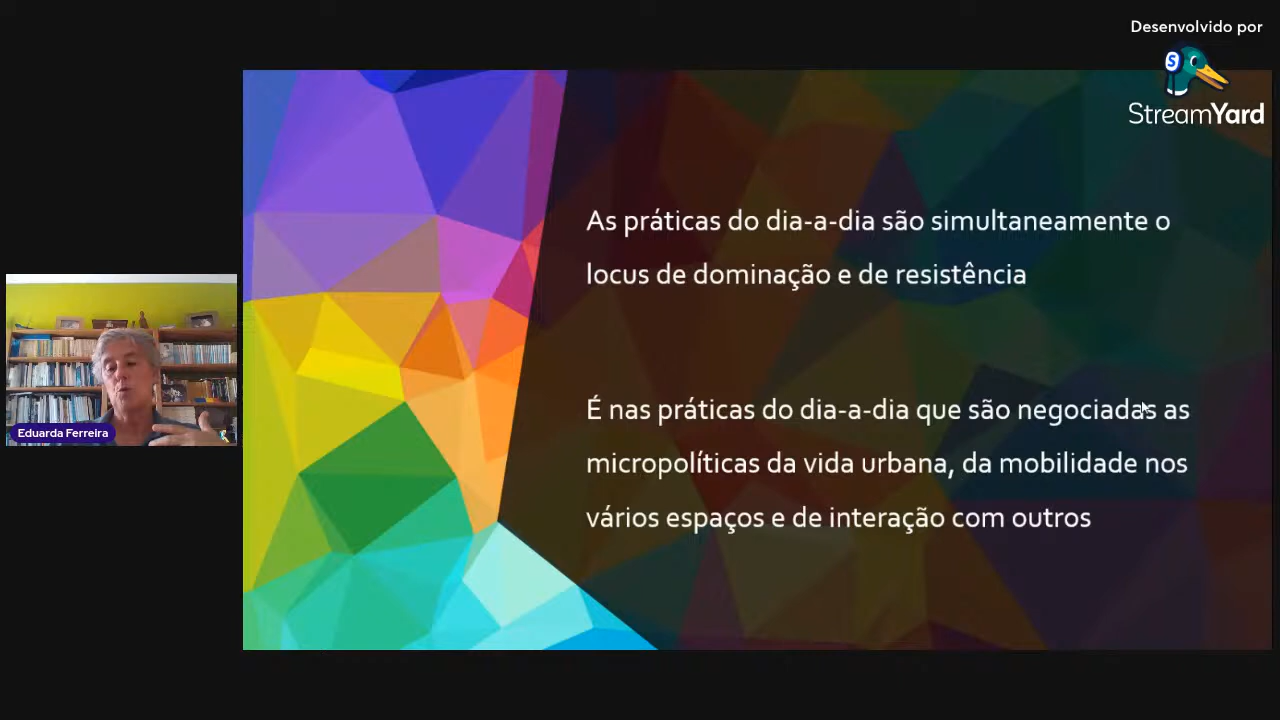 Desenvolvido por
StreamYard
As práticas do dia-a-dia são simultaneamente o
locus de dominação e de resistência
É nas práticas do dia-a-dia que são negociadas as
micropolíticas da vida urbana, da mobilidade nos
vários espaços e de interação com outros
Eduarda Ferreira